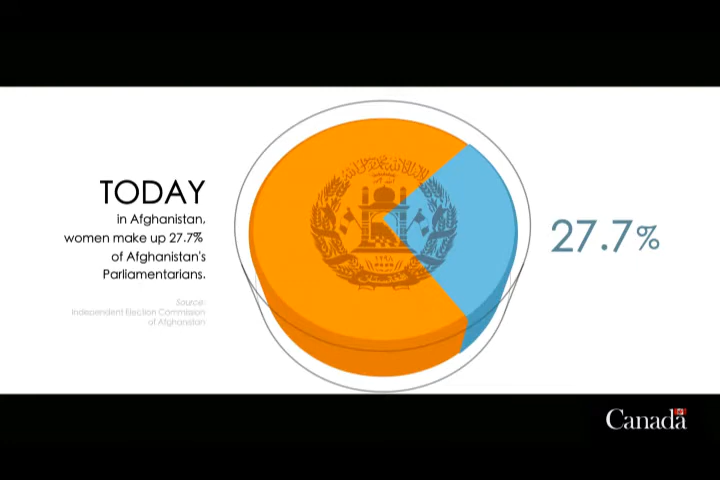 TODAY
in Afghanistan,
women make up 27.7%
of Afghanistan's
Parliamentarians.
Source:
Independent Election Commission
of Afghanistan
27.7%
Canada